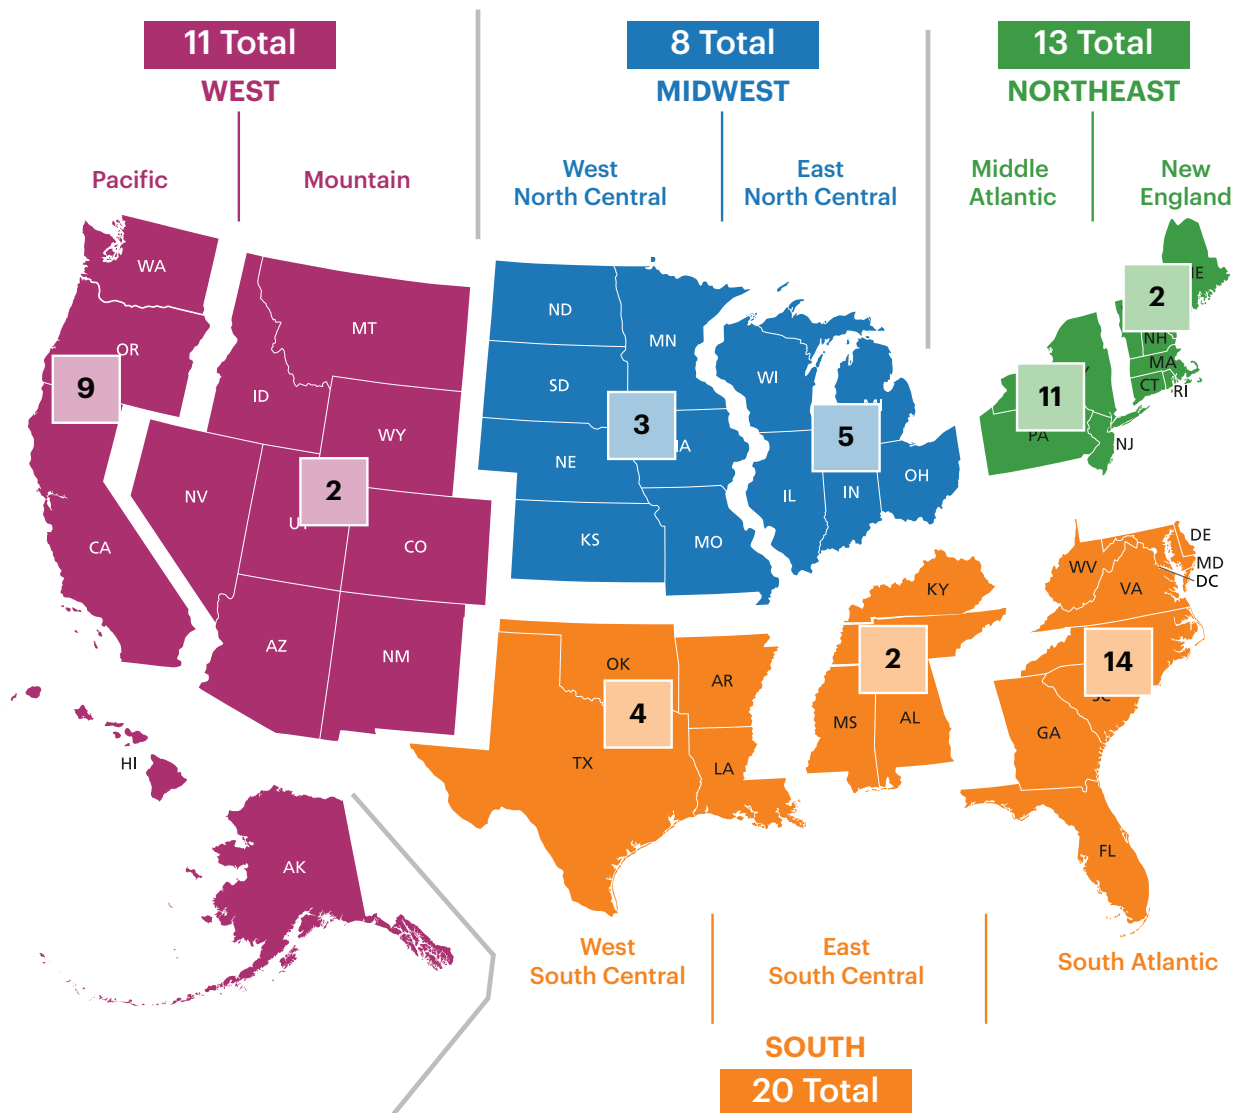 11 Total
WEST
Pacific
Mountain
8 Total
MIDWEST
West
North Central
East
North Central
13 Total
NORTHEAST
Middle
Atlantic
New
England
WA
OR
9
CA
HI
AK
MT
ID
WY
NV
2
CO
AZ
NM
ND
MN
SD
3
NE
KS
MO
WI
5
IL
IN
OH
2
NH
MA
CT
RI
11
PA
NJ
OK
4
AR
TX
LA
KY
2
MS
AL
DE
MD
DC
WV
VA
14
SC
GA
FL
West
South Central
East
South Central
South Atlantic
SOUTH
20 Total